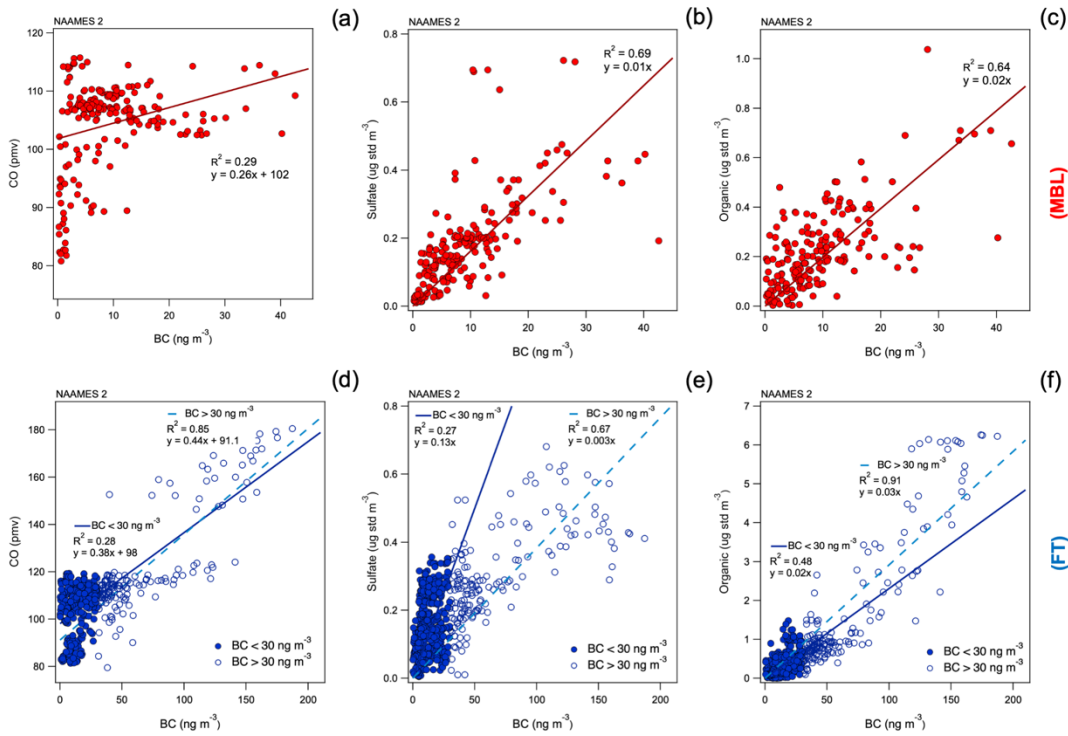 NAAMES 2
(a)
R² = 0.29
y = 0.26x + 102
CO (pmv)
110
100
90
80
0
10
20
30
40
BC (ng m⁻³)
NAAMES 2
(b)
R² = 0.69
y = 0.01x
Sulfate (ug std m⁻³)
0.8
0.6
0.4
0.2
0.0
0
10
20
30
40
BC (ng m⁻³)
NAAMES 2
(c)
R² = 0.64
y = 0.02x
Organic (ug std m⁻³)
1.0
0.8
0.6
0.4
0.2
0.0
0
10
20
30
40
BC (ng m⁻³)
(MBL)
NAAMES 2
(d)
BC > 30 ng m⁻³
R² = 0.85
y = 0.44x + 91.1
BC < 30 ng m⁻³
R² = 0.28
y = 0.38x + 98
BC < 30 ng m⁻³
BC > 30 ng m⁻³
CO (pmv)
180
160
140
120
100
80
0
50
100
150
200
BC (ng m⁻³)
NAAMES 2
(e)
BC < 30 ng m⁻³
R² = 0.27
y = 0.13x
BC > 30 ng m⁻³
R² = 0.67
y = 0.003x
BC < 30 ng m⁻³
BC > 30 ng m⁻³
Sulfate (ug std m⁻³)
0.8
0.6
0.4
0.2
0.0
0
50
100
150
200
BC (ng m⁻³)
NAAMES 2
(f)
BC > 30 ng m⁻³
R² = 0.91
y = 0.03x
BC < 30 ng m⁻³
R² = 0.48
y = 0.02x
BC < 30 ng m⁻³
BC > 30 ng m⁻³
Organic (ug std m⁻³)
7
6
5
4
3
2
1
0
0
50
100
150
200
BC (ng m⁻³)
(FT)